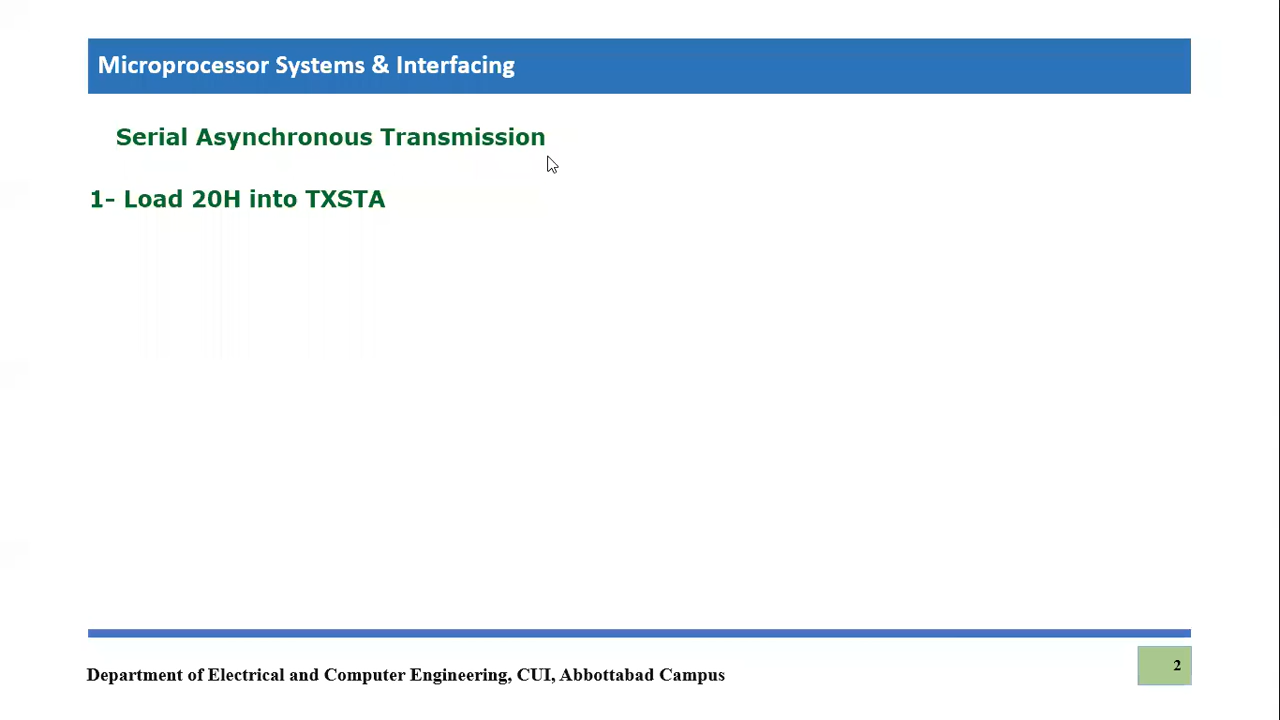 Microprocessor Systems & Interfacing
Serial Asynchronous Transmission
1- Load 20H into TXSTA
Department of Electrical and Computer Engineering, CUI, Abbottabad Campus
2